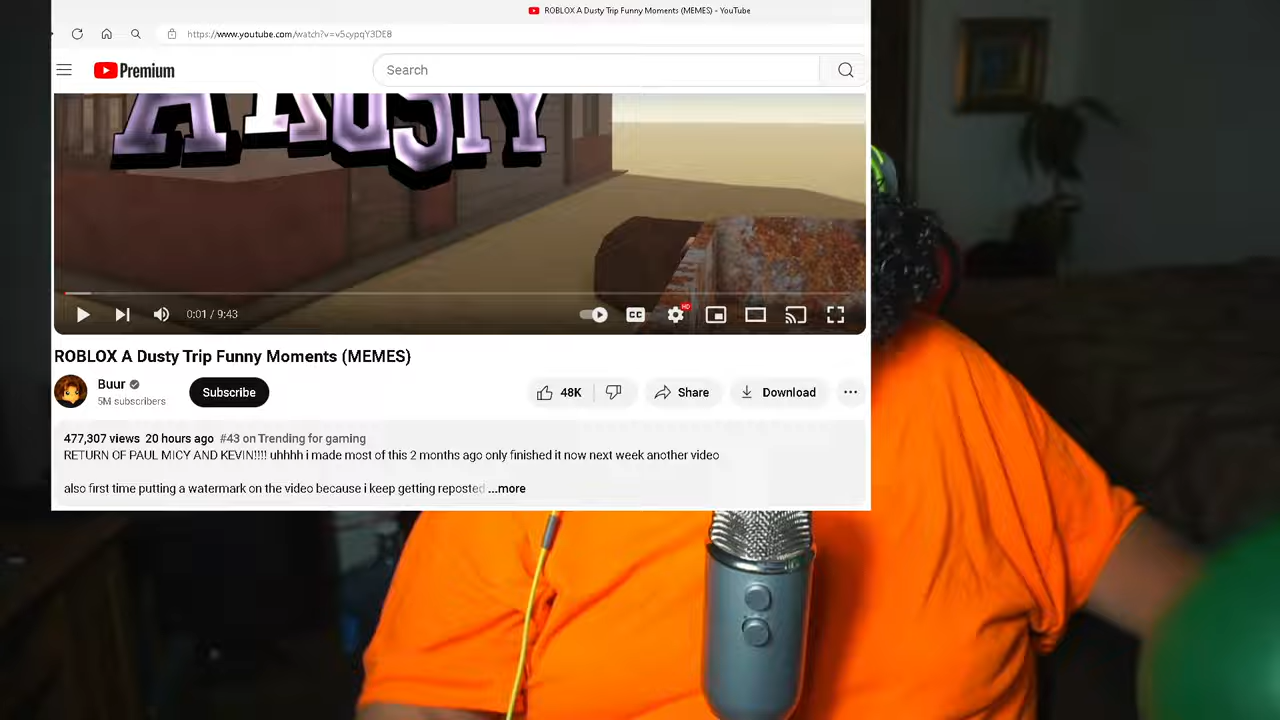 ROBLOX A Dusty Trip Funny Moments (MEMES) - YouTube
https://www.youtube.com/watch?v=v5cypqY3DE8
Premium
Search
A DUSTY
0:01 / 9:43
CC
HD
ROBLOX A Dusty Trip Funny Moments (MEMES)
Buur
5M subscribers
Subscribe
48K
Share
Download
477,307 views 20 hours ago #43 on Trending for gaming
RETURN OF PAUL MICY AND KEVIN!!!! uhhhh i made most of this 2 months ago only finished it now next week another video
also first time putting a watermark on the video because i keep getting reposted ...more